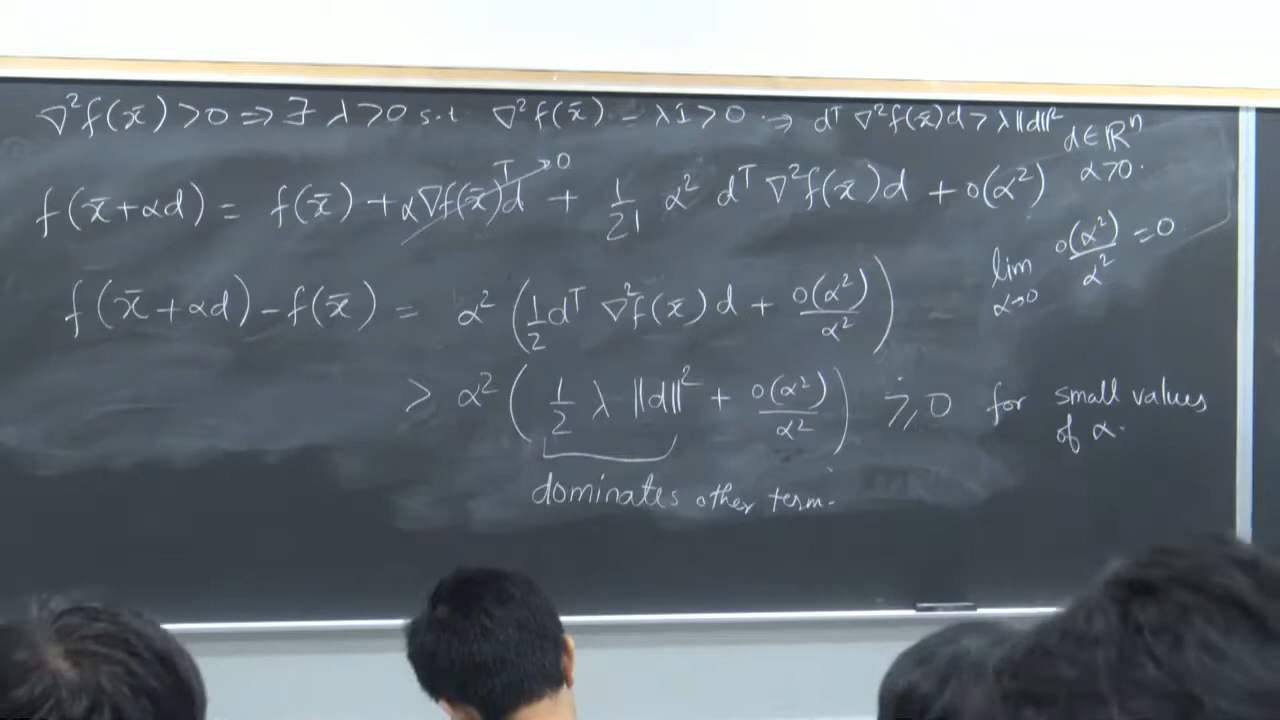 ∇²f(x̄) > 0 ⇒ ∃ λ > 0 s.t. ∇²f(x̄) - λI > 0 ⇒ dᵀ ∇²f(x̄)d > λ||d||²
d ∈ ℝⁿ
α > 0.
f(x̄ + αd) = f(x̄) + α∇f(x̄)ᵀd → 0 + 1/2! α² dᵀ ∇²f(x̄)d + o(α²)
lim α→0 o(α²)/α² = 0
f(x̄ + αd) - f(x̄) = α² (1/2 dᵀ ∇²f(x̄)d + o(α²)/α²)
> α² (1/2 λ ||d||² + o(α²)/α²) ≥ 0 for small values
of α.
dominates other term.